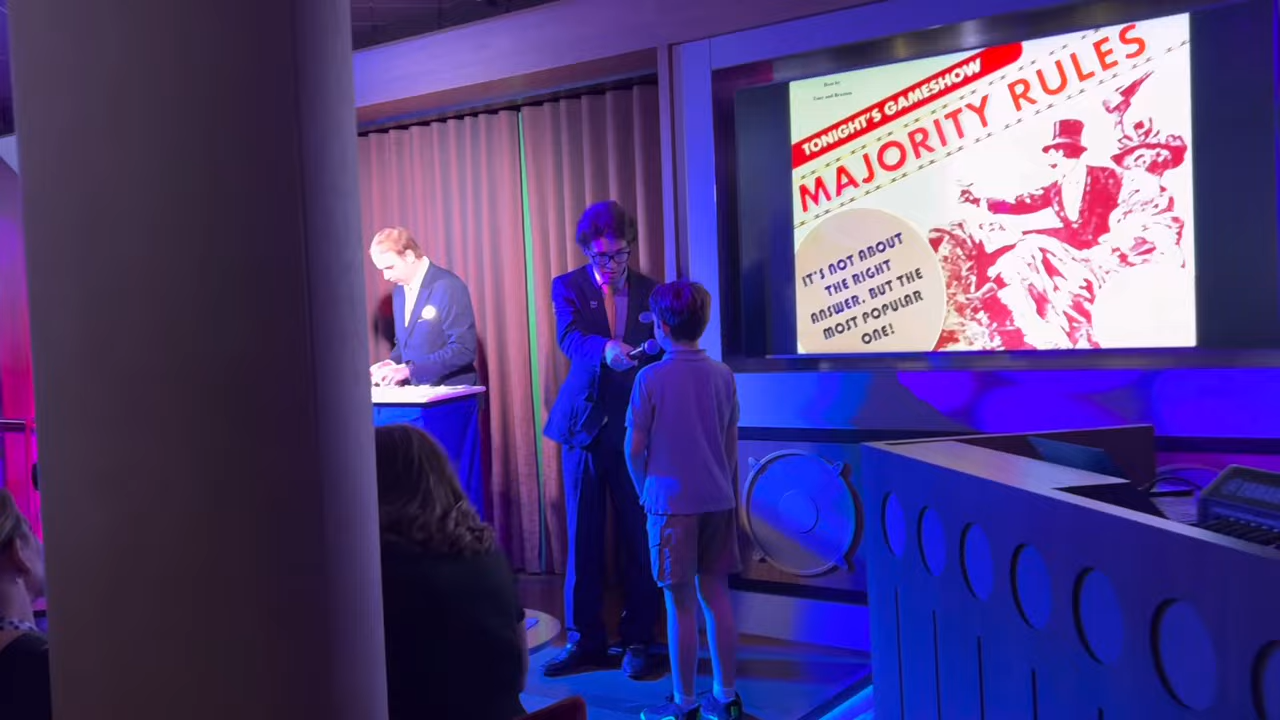 TONIGHT'S GAMESHOW
MAJORITY RULES
IT'S NOT ABOUT
THE RIGHT
ANSWER, BUT THE
MOST POPULAR
ONE!